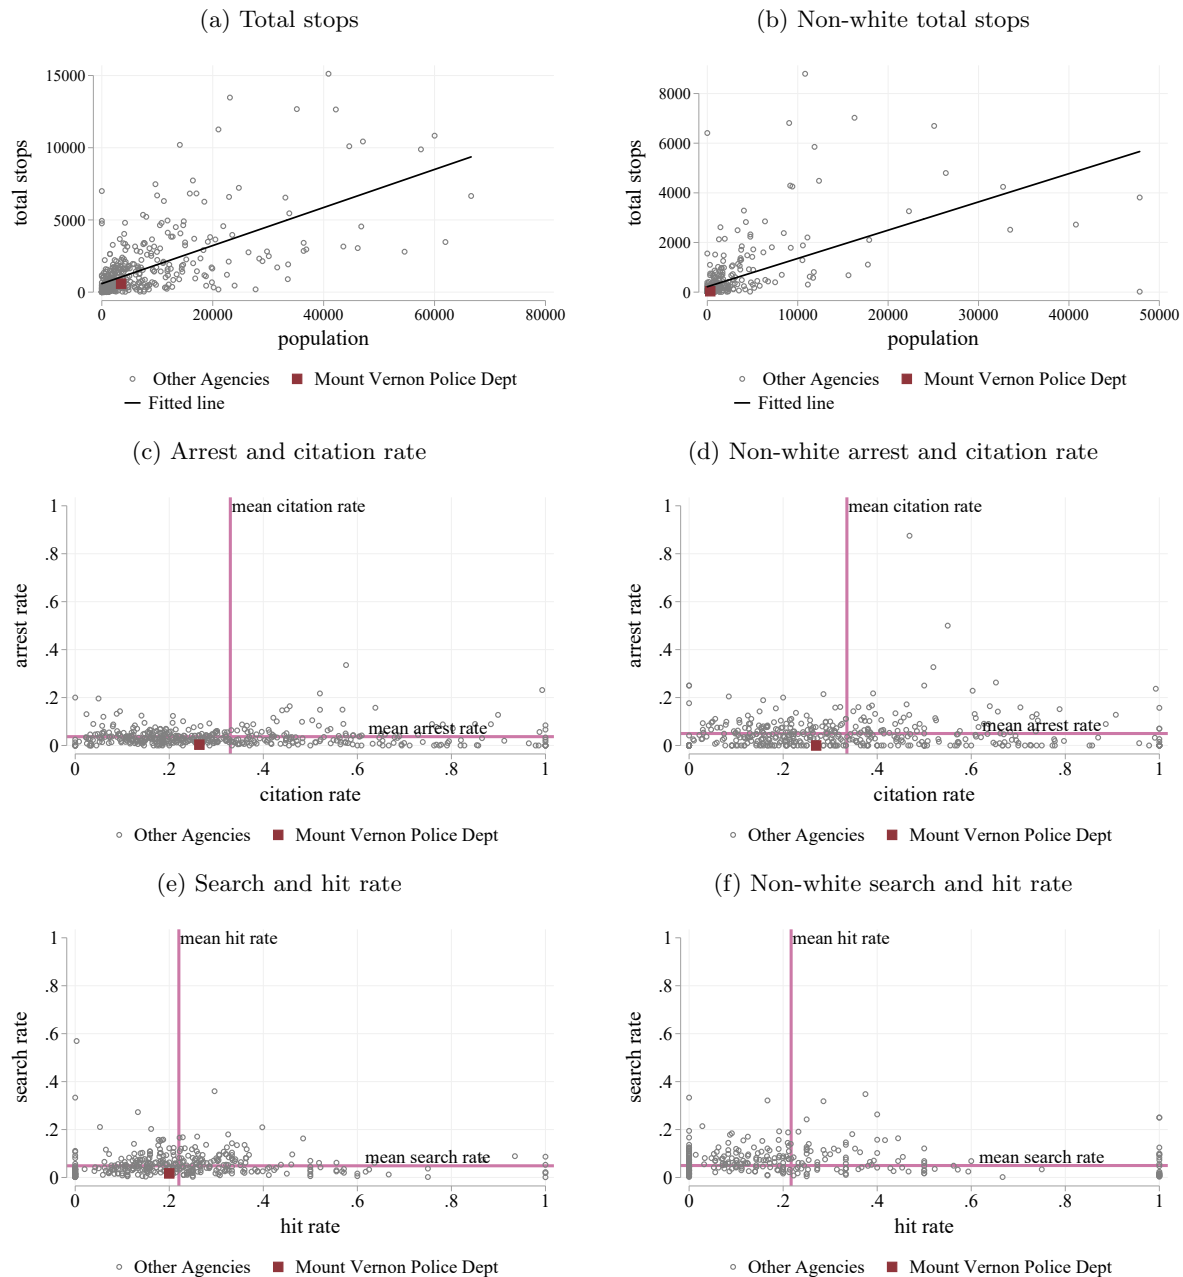 (a) Total stops
(b) Non-white total stops
total stops
15000
10000
5000
0
0 20000 40000 60000 80000
population
Other Agencies Mount Vernon Police Dept
Fitted line
total stops
8000
6000
4000
2000
0
0 10000 20000 30000 40000 50000
population
Other Agencies Mount Vernon Police Dept
Fitted line
(c) Arrest and citation rate
(d) Non-white arrest and citation rate
arrest rate
1
.8
.6
.4
.2
0
mean citation rate
mean arrest rate
0 .2 .4 .6 .8 1
citation rate
Other Agencies Mount Vernon Police Dept
arrest rate
1
.8
.6
.4
.2
0
mean citation rate
mean arrest rate
0 .2 .4 .6 .8 1
citation rate
Other Agencies Mount Vernon Police Dept
(e) Search and hit rate
(f) Non-white search and hit rate
search rate
1
.8
.6
.4
.2
0
mean hit rate
mean search rate
0 .2 .4 .6 .8 1
hit rate
Other Agencies Mount Vernon Police Dept
search rate
1
.8
.6
.4
.2
0
mean hit rate
mean search rate
0 .2 .4 .6 .8 1
hit rate
Other Agencies Mount Vernon Police Dept